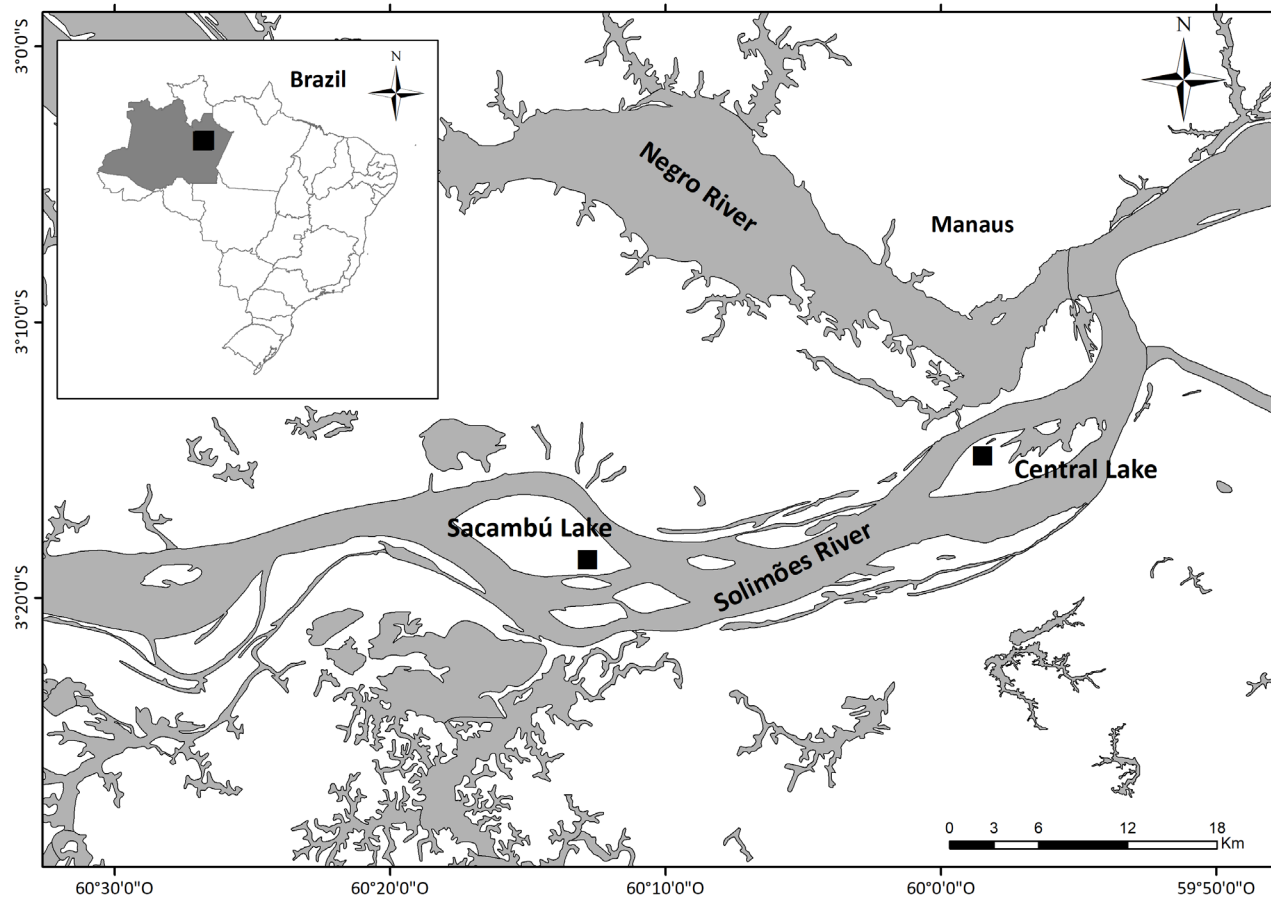 3°0'0"S
N
Brazil
N
Negro River
Manaus
3°10'0"S
Central Lake
Sacambú Lake
Solimões River
3°20'0"S
0 3 6 12 18
Km
60°30'0"O 60°20'0"O 60°10'0"O 60°0'0"O 59°50'0"O